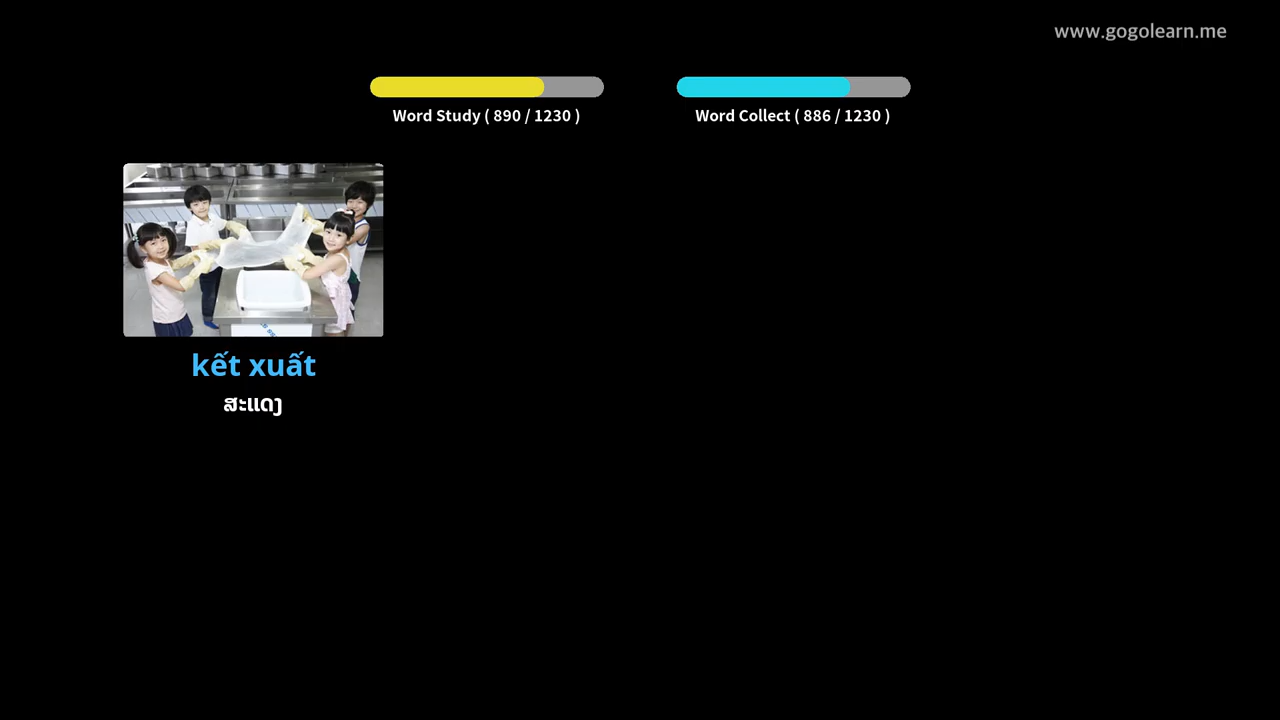 www.gogolearn.me
Word Study ( 890 / 1230 )
Word Collect ( 886 / 1230 )
kết xuất
ສະແດງ